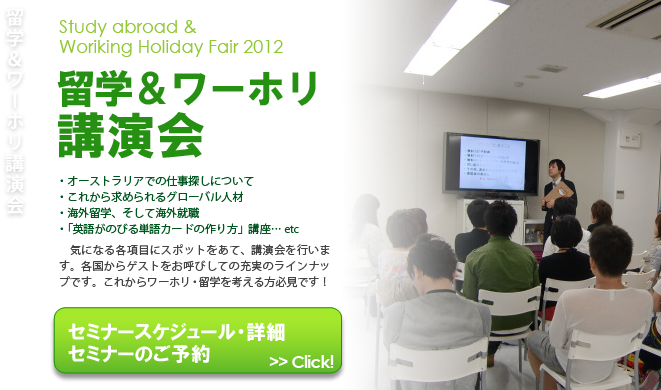 留学&ワーホリ講演会
Study abroad &
Woriking Holiday Fair 2012
留学&ワーホリ
講演会
・オーストラリアでの仕事探しについて
・これから求められるグローバル人材
・海外留学、そして海外就職
・「英語がのびる単語カードの作り方」講座… etc
気になる各項目にスポットをあて、講演会を行いま
す。各国からゲストをお呼びしての充実のラインナッ
プです。これからワーホリ・留学を考える方必見です！
セミナースケジュール・詳細
セミナーのご予約
>> Click!